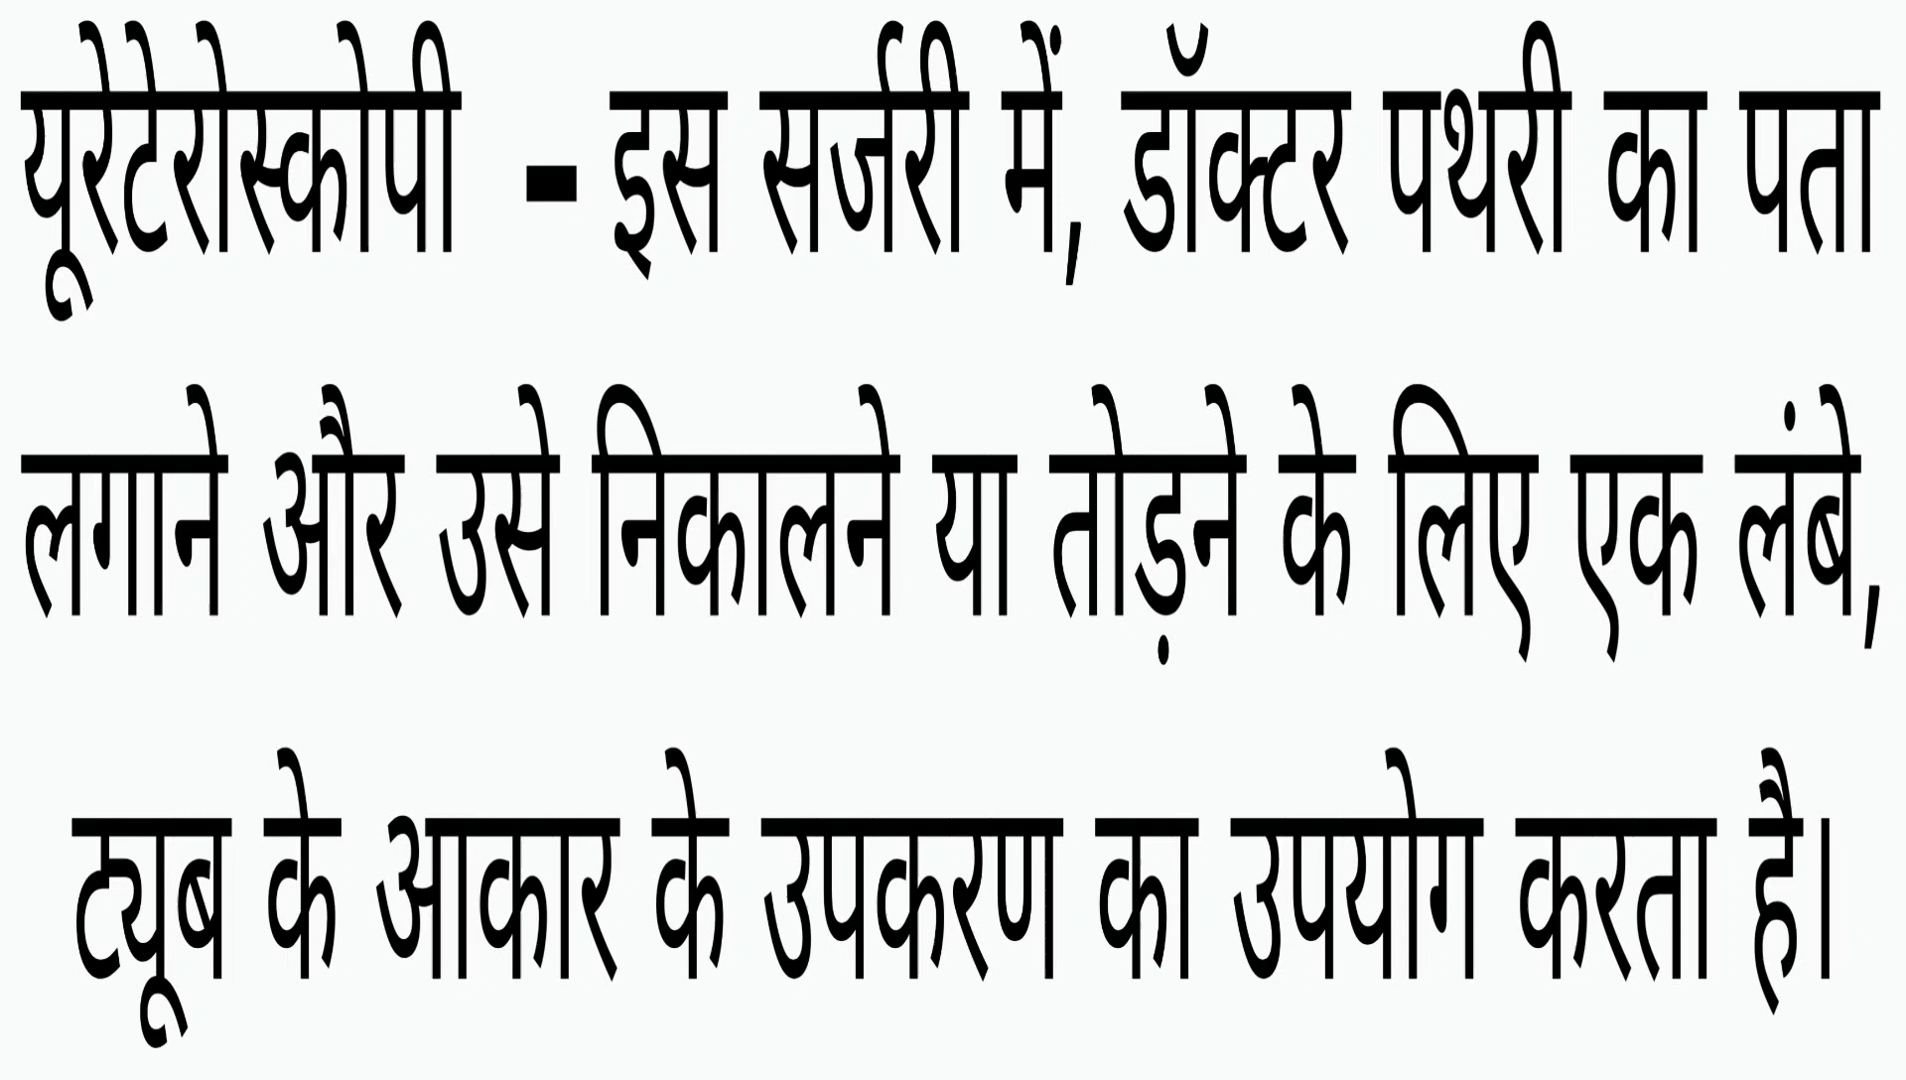 यूरेटेरोस्कोपी - इस सर्जरी में, डॉक्टर पथरी का पता
लगाने और उसे निकालने या तोड़ने के लिए एक लंबे,
ट्यूब के आकार के उपकरण का उपयोग करता है।